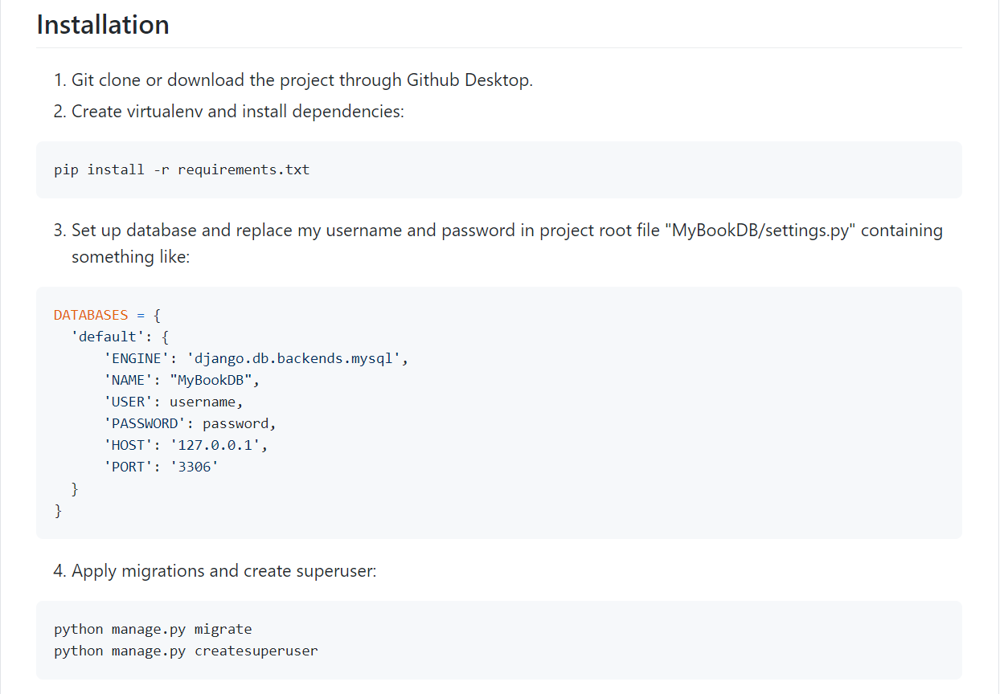 Installation
1. Git clone or download the project through Github Desktop.
2. Create virtualenv and install dependencies:
pip install -r requirements.txt
3. Set up database and replace my username and password in project root file "MyBookDB/settings.py" containing
something like:
DATABASES = {
  'default': {
      'ENGINE': 'django.db.backends.mysql',
      'NAME': "MyBookDB",
      'USER': username,
      'PASSWORD': password,
      'HOST': '127.0.0.1',
      'PORT': '3306'
  }
}
4. Apply migrations and create superuser:
python manage.py migrate
python manage.py createsuperuser